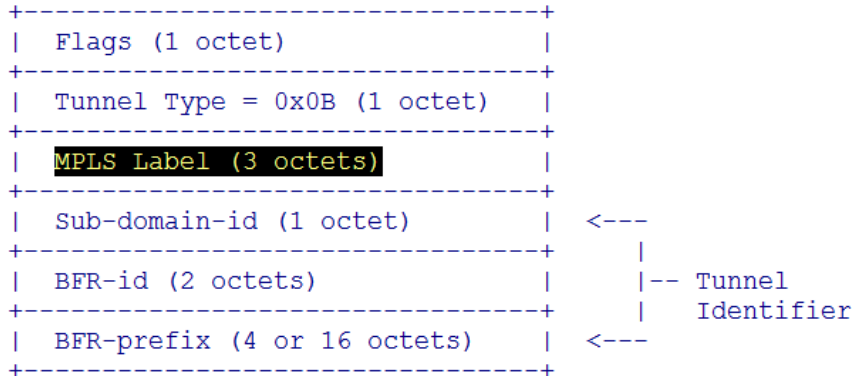 +---------------------------------+
|  Flags (1 octet)                |
+---------------------------------+
|  Tunnel Type = 0x0B (1 octet)   |
+---------------------------------+
|  MPLS Label (3 octets)          |
+---------------------------------+
|  Sub-domain-id (1 octet)        |  <---
+---------------------------------+     |
|  BFR-id (2 octets)              |     |-- Tunnel
+---------------------------------+     |   Identifier
|  BFR-prefix (4 or 16 octets)    |  <---
+---------------------------------+